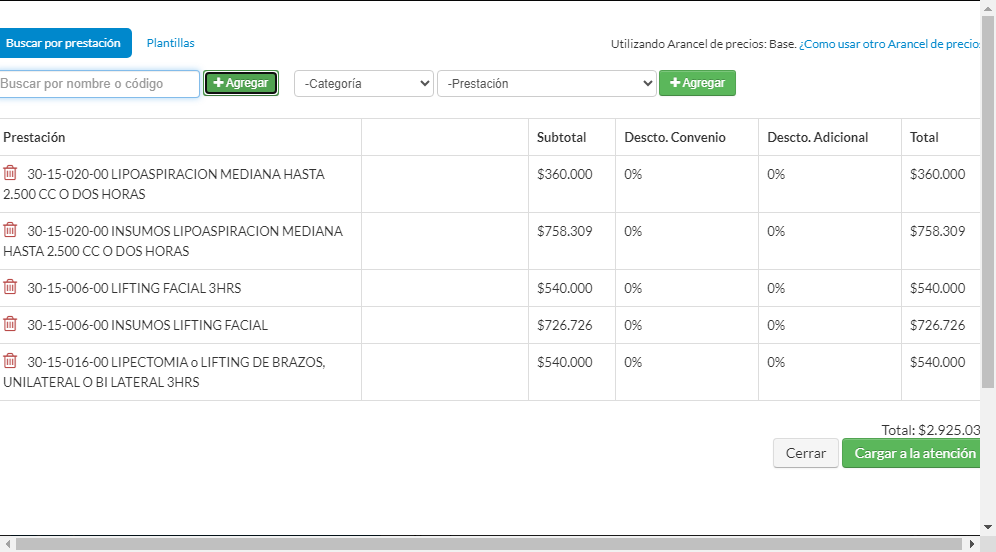 Buscar por prestación Plantillas Utilizando Arancel de precios: Base. ¿Como usar otro Arancel de precios
Buscar por nombre o código Agregar -Categoría -Prestación Agregar
Prestación Subtotal Descto. Convenio Descto. Adicional Total
30-15-020-00 LIPOASPIRACION MEDIANA HASTA $360.000 0% 0% $360.000
2.500 CC O DOS HORAS
30-15-020-00 INSUMOS LIPOASPIRACION MEDIANA $758.309 0% 0% $758.309
HASTA 2.500 CC O DOS HORAS
30-15-006-00 LIFTING FACIAL 3HRS $540.000 0% 0% $540.000
30-15-006-00 INSUMOS LIFTING FACIAL $726.726 0% 0% $726.726
30-15-016-00 LIPECTOMIA o LIFTING DE BRAZOS, $540.000 0% 0% $540.000
UNILATERAL O BI LATERAL 3HRS
Total: $2.925.03
Cerrar Cargar a la atención